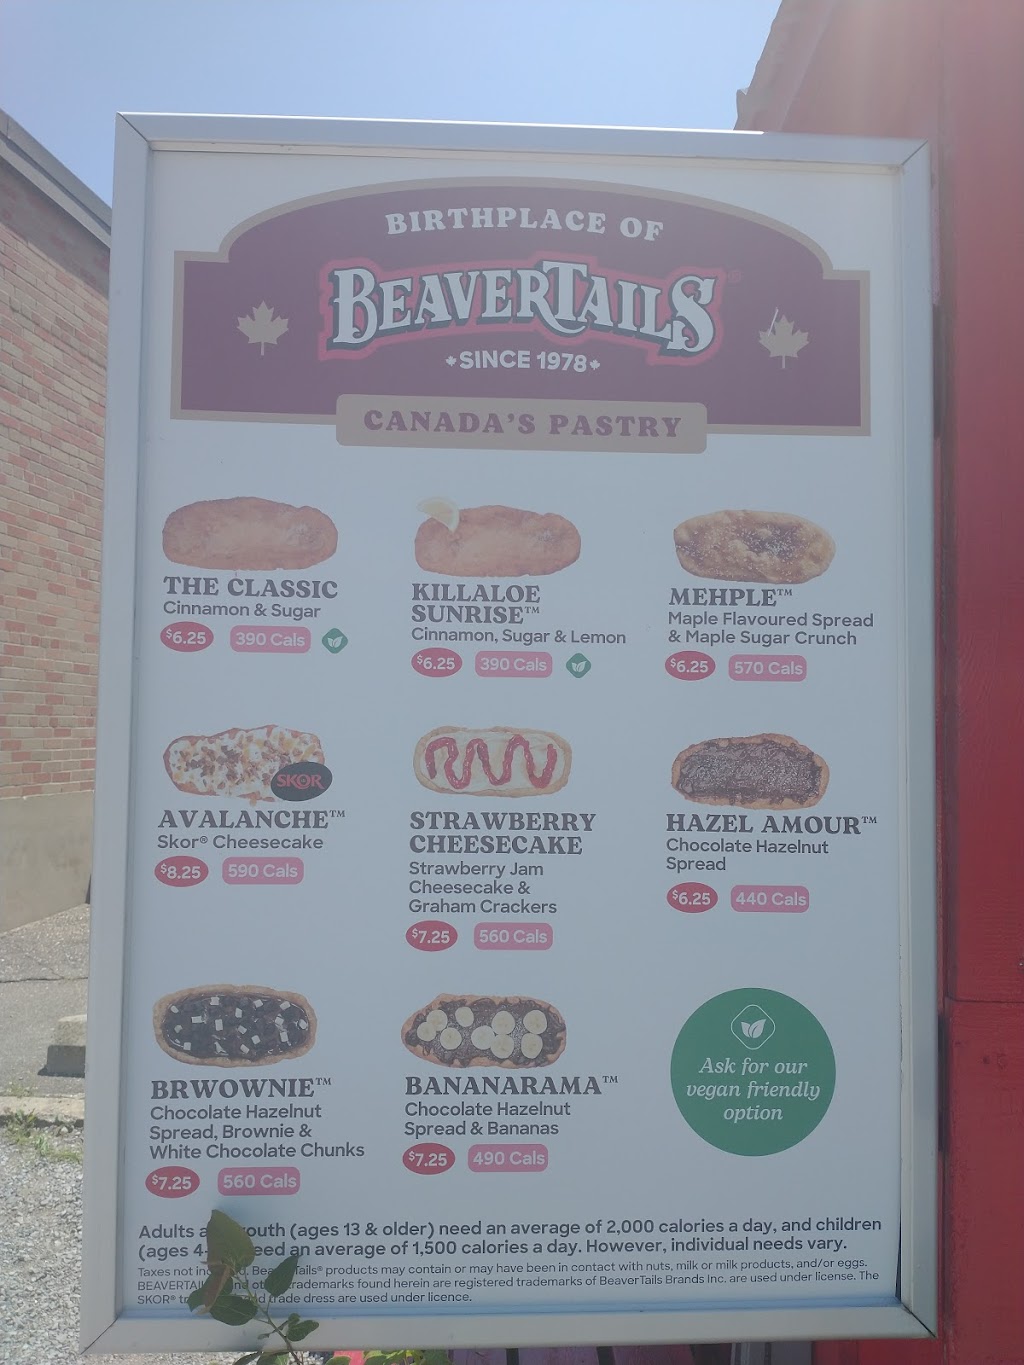 BIRTHPLACE OF
BEAVERTAILS®
SINCE 1978
CANADA'S PASTRY
THE CLASSIC
Cinnamon & Sugar
$6.25 390 Cals
KILLALOE
SUNRISE™
Cinnamon, Sugar & Lemon
$6.25 390 Cals
MEHPLE™
Maple Flavoured Spread
& Maple Sugar Crunch
$6.25 570 Cals
SKOR
AVALANCHE™
Skor® Cheesecake
$8.25 590 Cals
STRAWBERRY
CHEESECAKE
Strawberry Jam
Cheesecake &
Graham Crackers
$7.25 560 Cals
HAZEL AMOUR™
Chocolate Hazelnut
Spread
$6.25 440 Cals
BRWOWNIE™
Chocolate Hazelnut
Spread, Brownie &
White Chocolate Chunks
$7.25 560 Cals
BANANARAMA™
Chocolate Hazelnut
Spread & Bananas
$7.25 490 Cals
Ask for our
vegan friendly
option
Adults youth (ages 13 & older) need an average of 2,000 calories a day, and children
(ages need an average of 1,500 calories a day. However, individual needs vary.
Taxes not BeaverTails® products may contain or may have been in contact with nuts, milk or milk products, and/or eggs.
trademarks found herein are registered trademarks of BeaverTails Brands Inc. are used under license. The
SKOR® trade dress are used under licence.